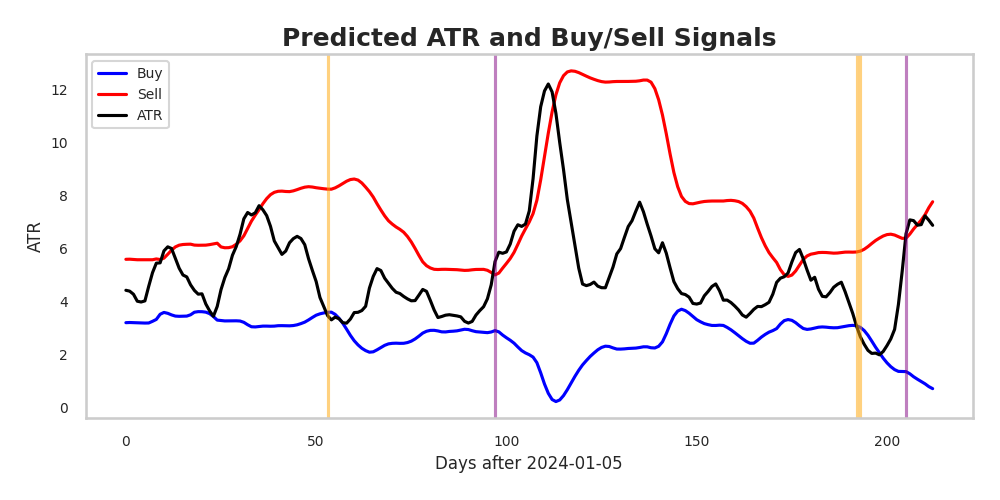 Predicted ATR and Buy/Sell Signals
Buy
Sell
ATR
12
10
8
6
4
2
0
ATR
0 50 100 150 200
Days after 2024-01-05